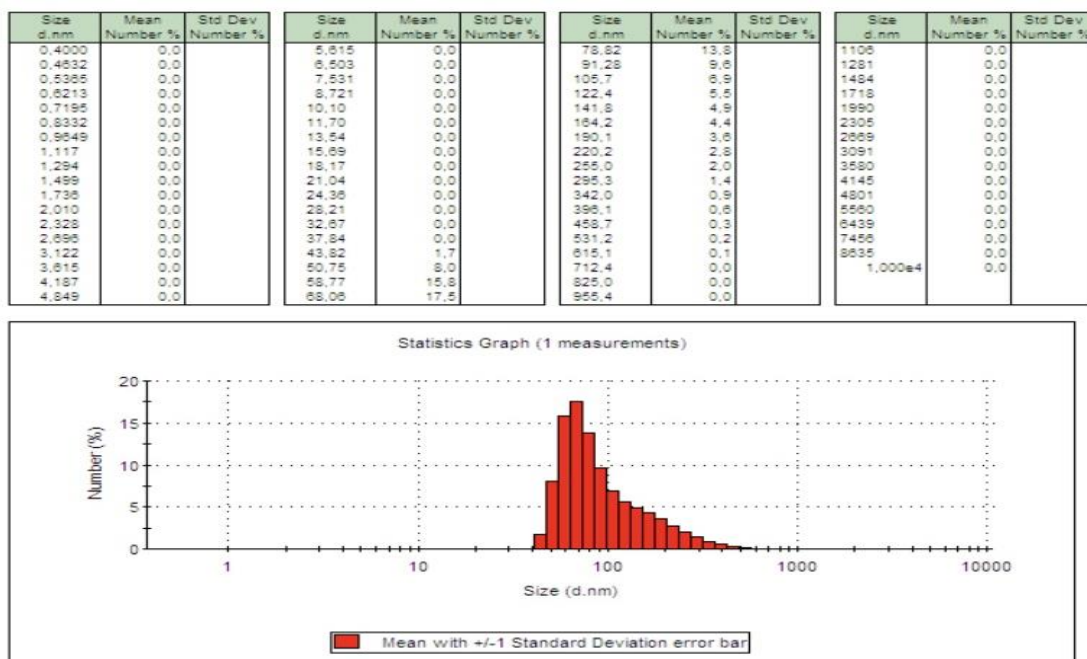 Size Mean Std Dev Size Mean Std Dev Size Mean Std Dev Size Mean Std Dev
d.nm Number % Number % d.nm Number % Number % d.nm Number % Number % d.nm Number % Number %
0,4000 0,0 5,615 0,0 78,82 13,8 1106 0,0
0,4632 0,0 6,503 0,0 91,28 9,6 1281 0,0
0,5365 0,0 7,531 0,0 105,7 6,9 1484 0,0
0,6213 0,0 8,721 0,0 122,4 5,5 1718 0,0
0,7195 0,0 10,10 0,0 141,8 4,9 1990 0,0
0,8332 0,0 11,70 0,0 164,2 4,4 2305 0,0
0,9649 0,0 13,54 0,0 190,1 3,6 2669 0,0
1,117 0,0 15,69 0,0 220,2 2,8 3091 0,0
1,294 0,0 18,17 0,0 255,0 2,0 3580 0,0
1,499 0,0 21,04 0,0 295,3 1,4 4145 0,0
1,736 0,0 24,36 0,0 342,0 0,9 4801 0,0
2,010 0,0 28,21 0,0 396,1 0,6 5560 0,0
2,328 0,0 32,67 0,0 458,7 0,3 6439 0,0
2,696 0,0 37,84 0,0 531,2 0,2 7456 0,0
3,122 0,0 43,82 1,7 615,1 0,1 8635 0,0
3,615 0,0 50,75 8,0 712,4 0,0 1,000e4 0,0
4,187 0,0 58,77 15,8 825,0 0,0
4,849 0,0 68,06 17,5 955,4 0,0
Statistics Graph (1 measurements)
20
15
10
5
0
Number (%)
1 10 100 1000 10000
Size (d.nm)
Mean with +/-1 Standard Deviation error bar